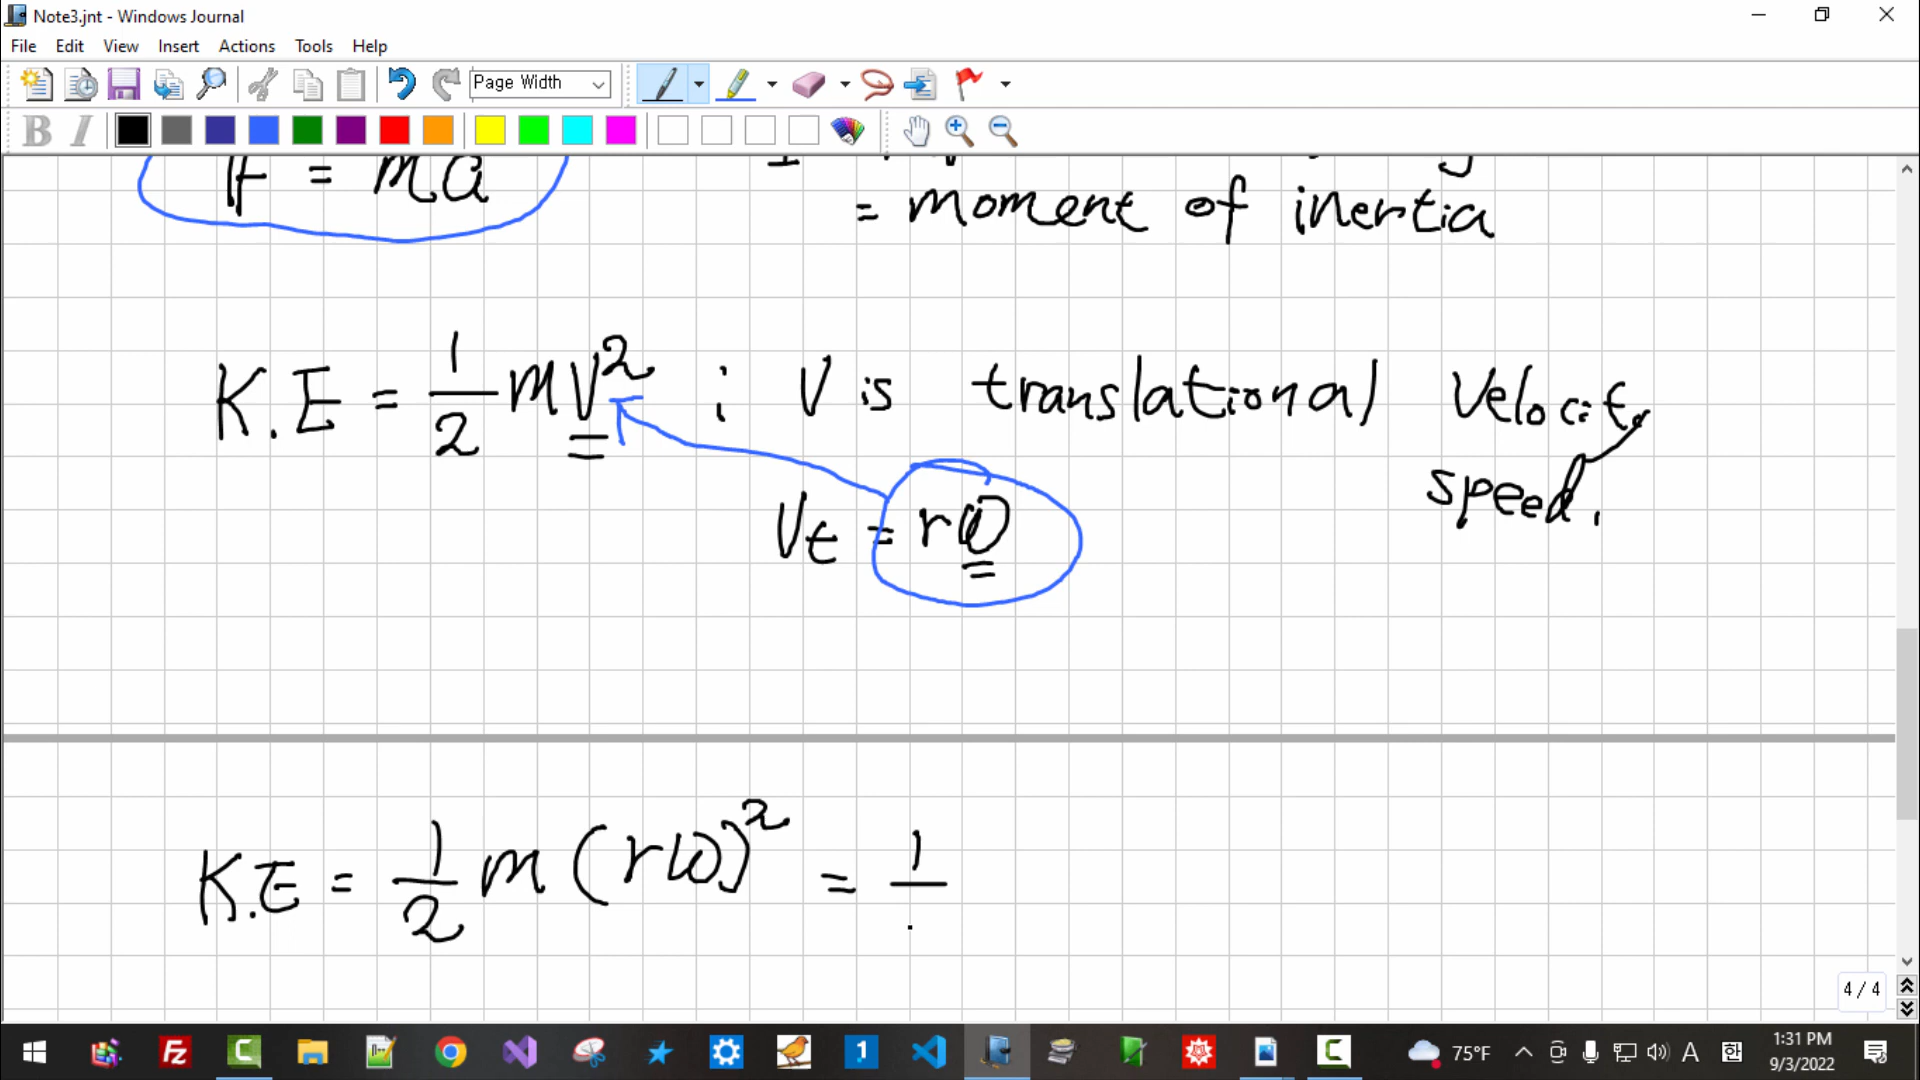 Note3.jnt - Windows Journal
File Edit View Insert Actions Tools Help
Page Width
B I
F = ma
= moment of inertia
K.E = 1/2 mV² ; V is translational Velocity
speed.
Vt = rω
K.E = 1/2 m (rω)² = 1
4 / 4
75°F A 한 1:31 PM
9/3/2022